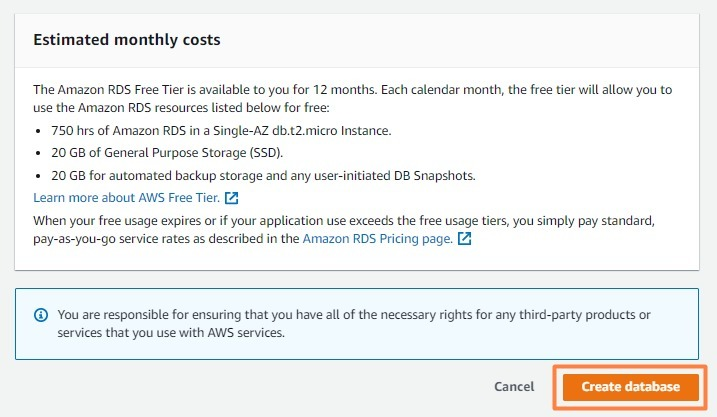 Estimated monthly costs
The Amazon RDS Free Tier is available to you for 12 months. Each calendar month, the free tier will allow you to
use the Amazon RDS resources listed below for free:
• 750 hrs of Amazon RDS in a Single-AZ db.t2.micro Instance.
• 20 GB of General Purpose Storage (SSD).
• 20 GB for automated backup storage and any user-initiated DB Snapshots.
Learn more about AWS Free Tier.
When your free usage expires or if your application use exceeds the free usage tiers, you simply pay standard,
pay-as-you-go service rates as described in the Amazon RDS Pricing page.
You are responsible for ensuring that you have all of the necessary rights for any third-party products or
services that you use with AWS services.
Cancel Create database